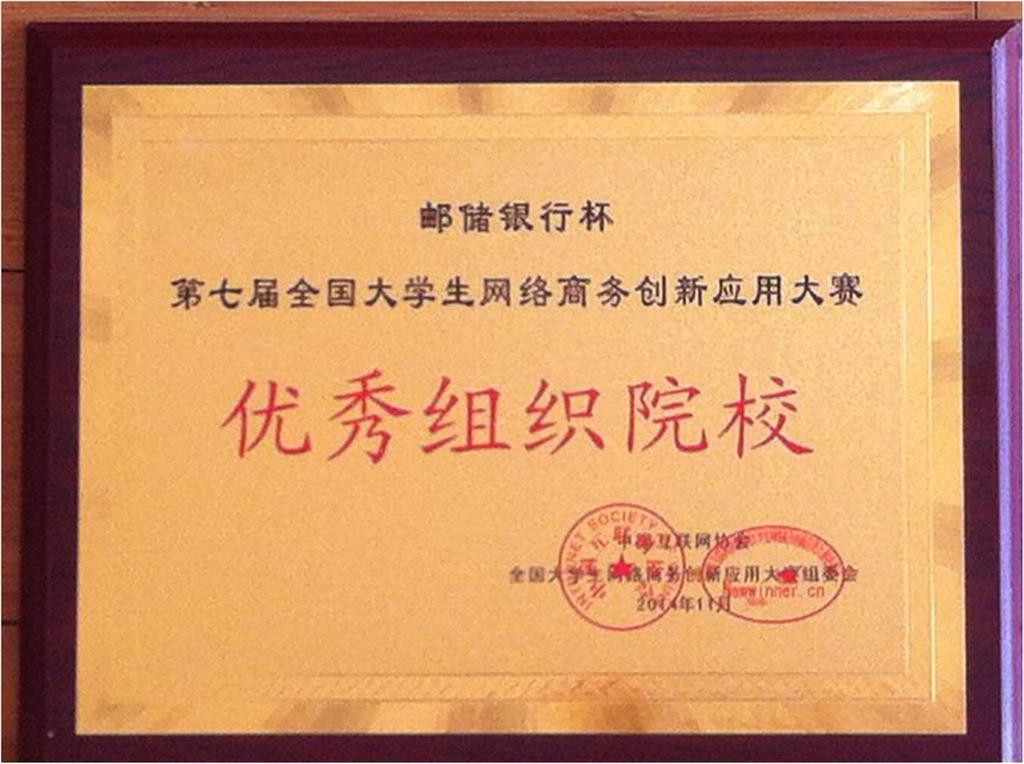 邮储银行杯
第七届全国大学生网络商务创新应用大赛
优秀组织院校
中国互联网协会
全国大学生网络商务创新应用大赛组委会
2014年11月
INTERNET SOCIETY